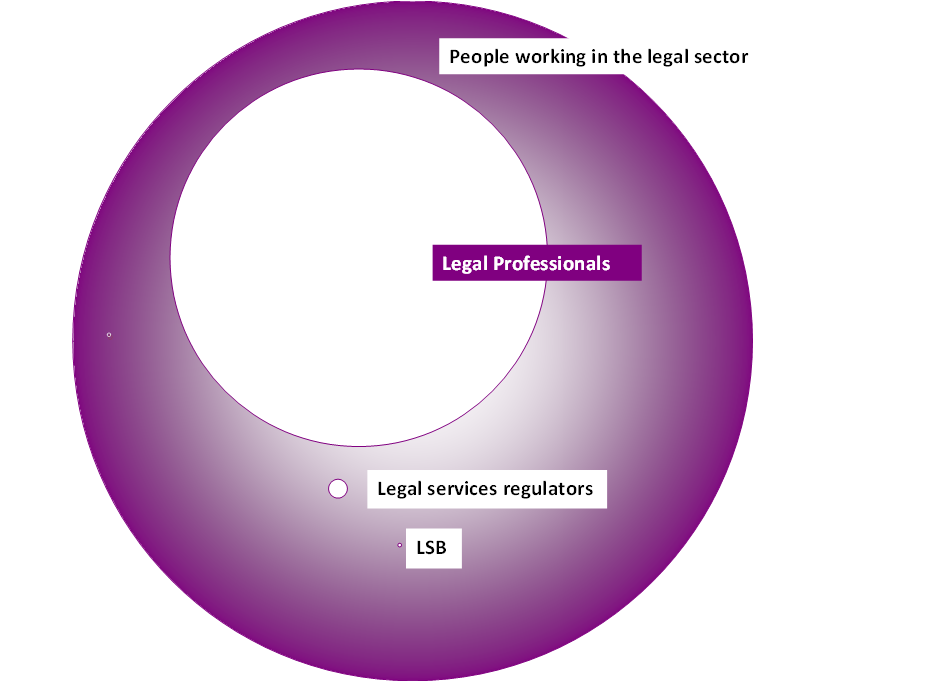 People working in the legal sector
Legal Professionals
Legal services regulators
LSB